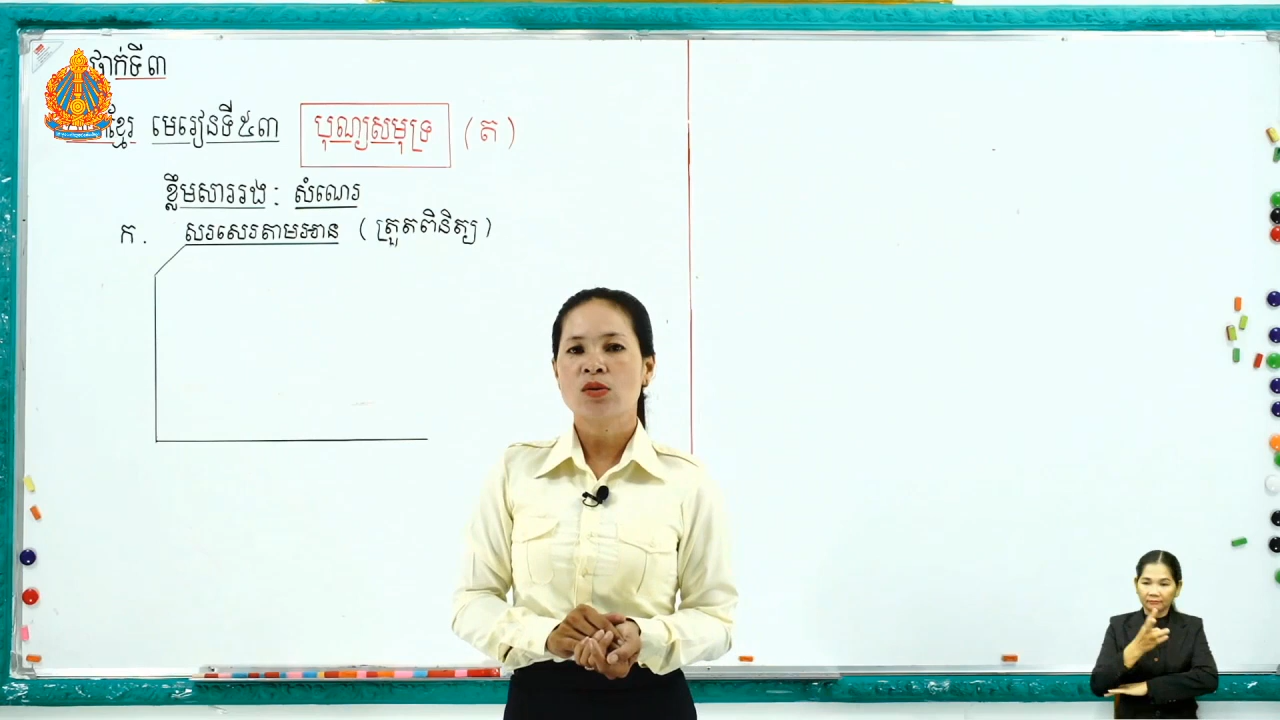 ថ្នាក់ទី៣
ខ្មែរ មេរៀនទី៥៣ បុណ្យសមុទ្រ (ត)
ខ្លឹមសាររង: សំណេរ
ក. សរសេរតាមអាន (ត្រួតពិនិត្យ)